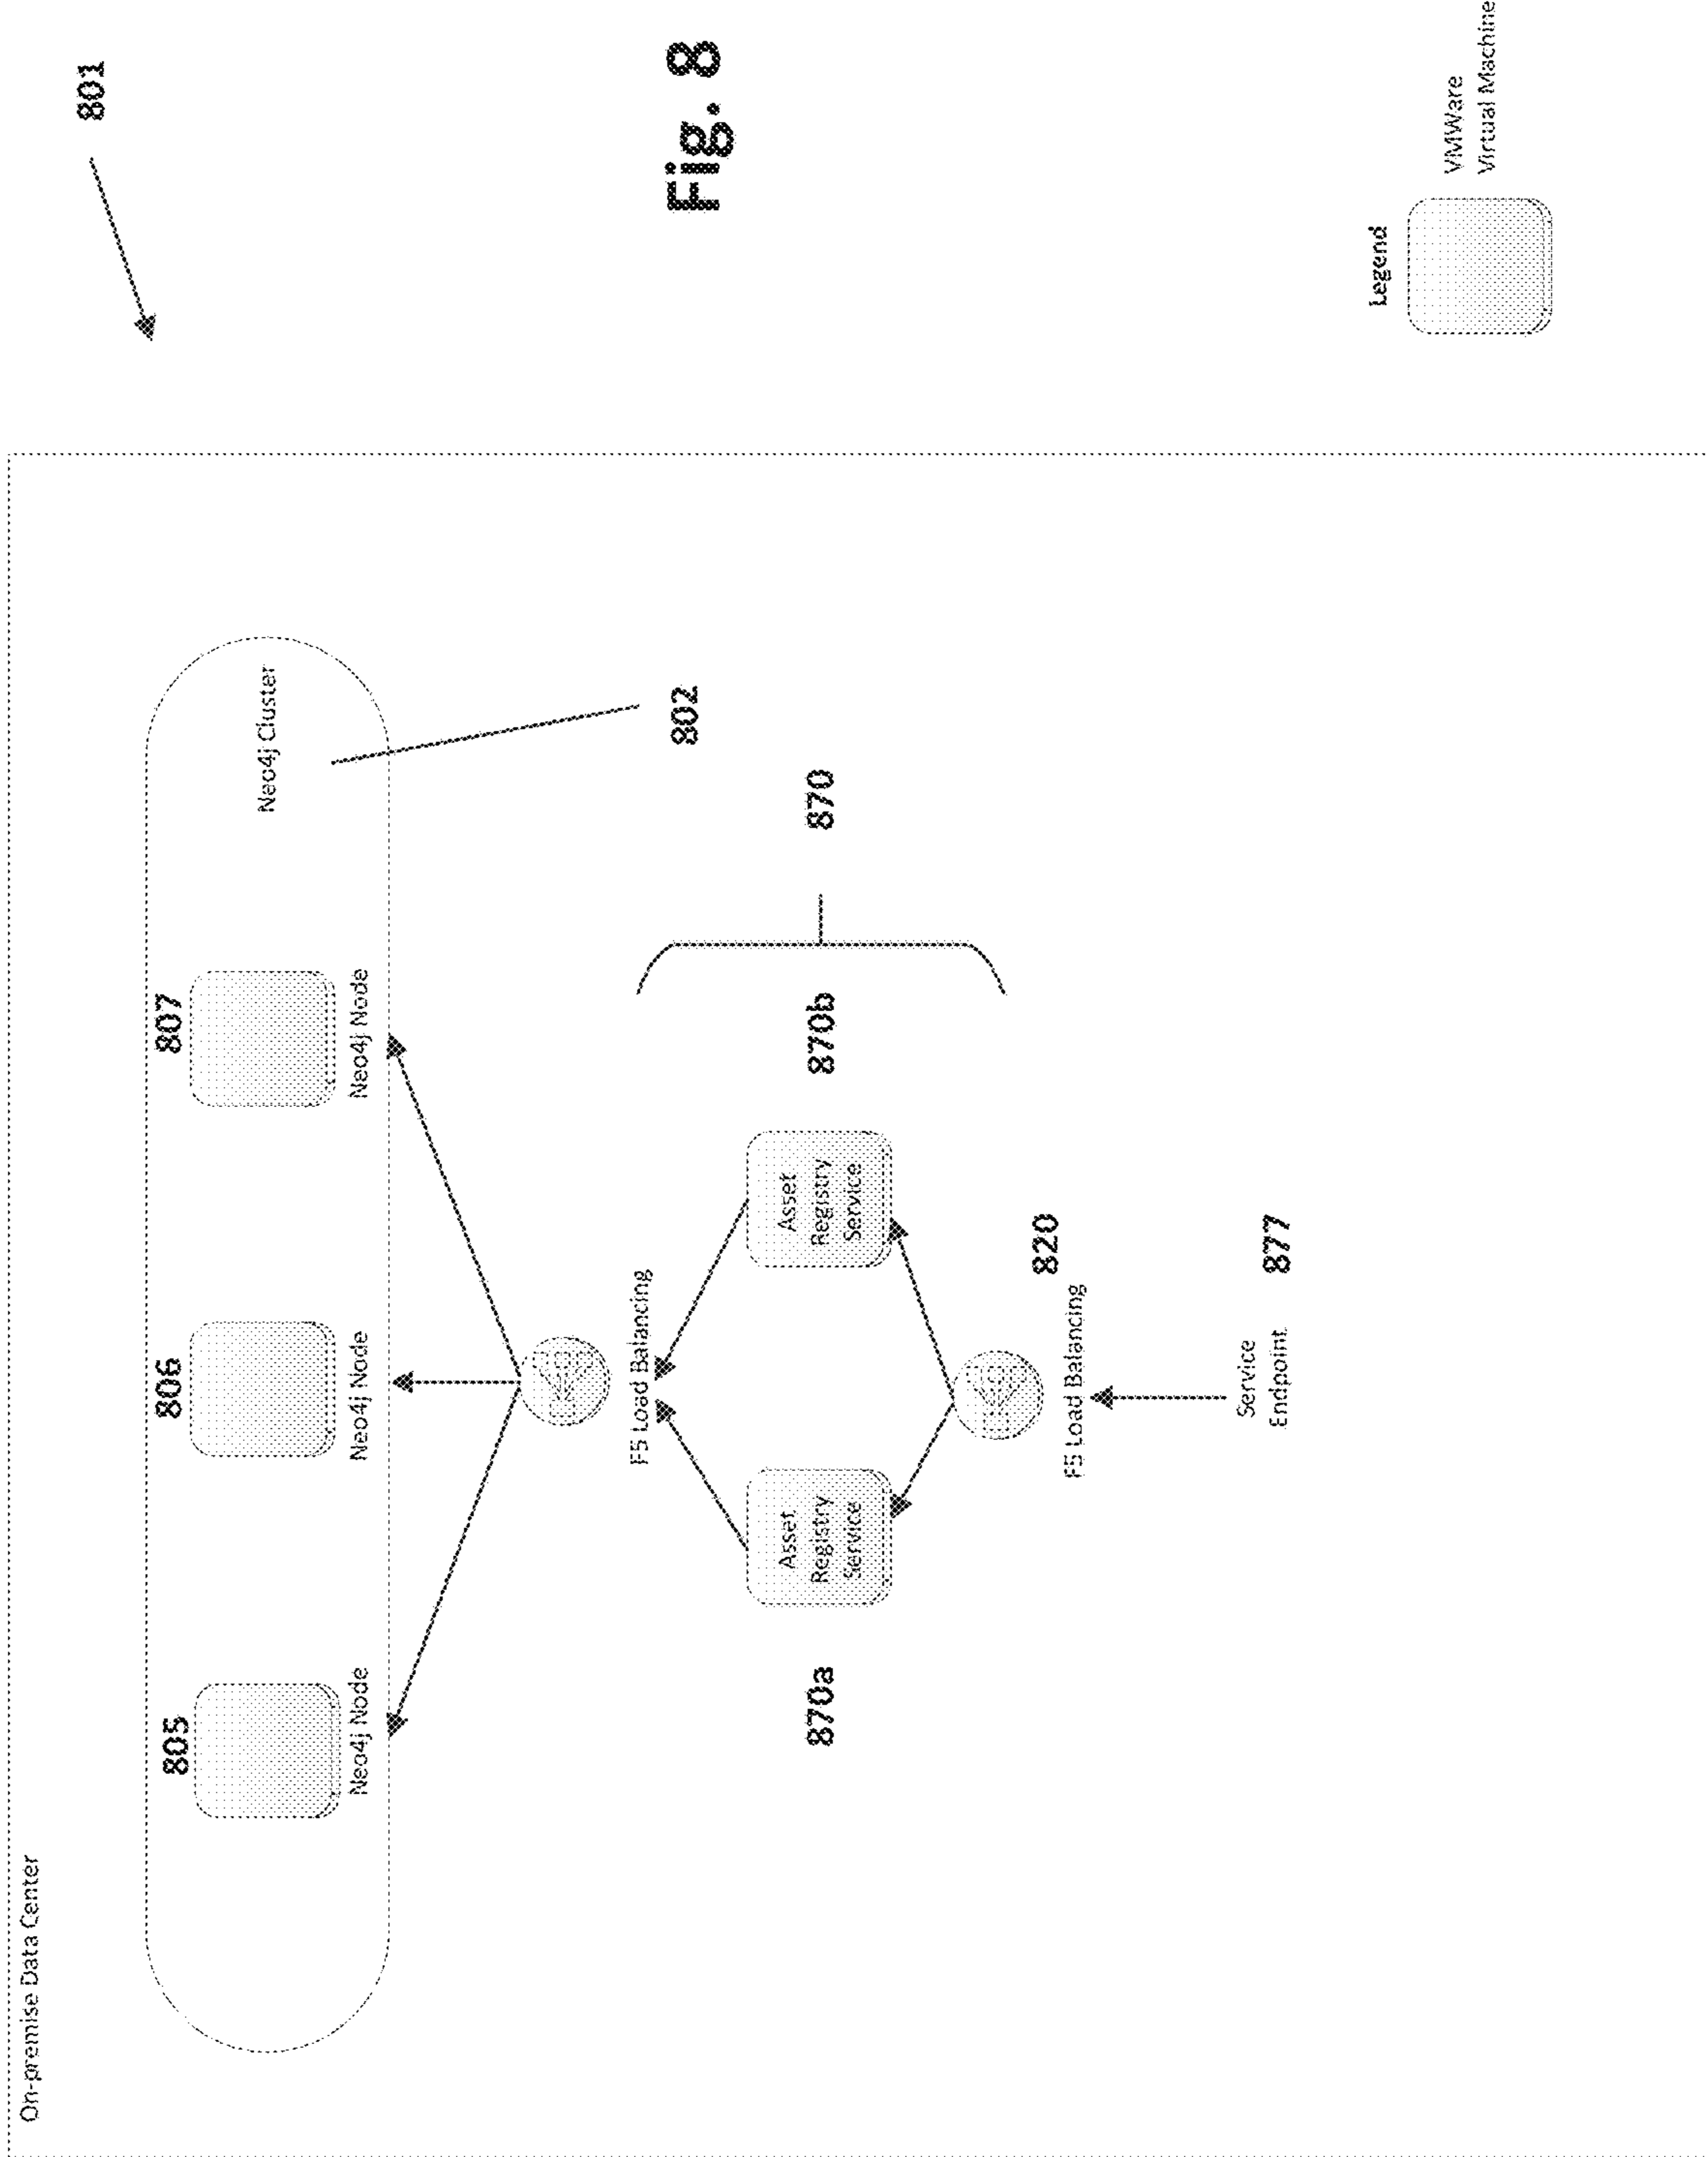 On-premise Data Center
801
805
806
807
Neo4j Node
Neo4j Node
Neo4j Node
Neo4j Cluster
802
F5 Load Balancing
870
870a
Asset
Registry
Service
Asset
Registry
Service
870b
820
F5 Load Balancing
877
Service
Endpoint
Fig. 8
Legend
VMWare
Virtual Machine